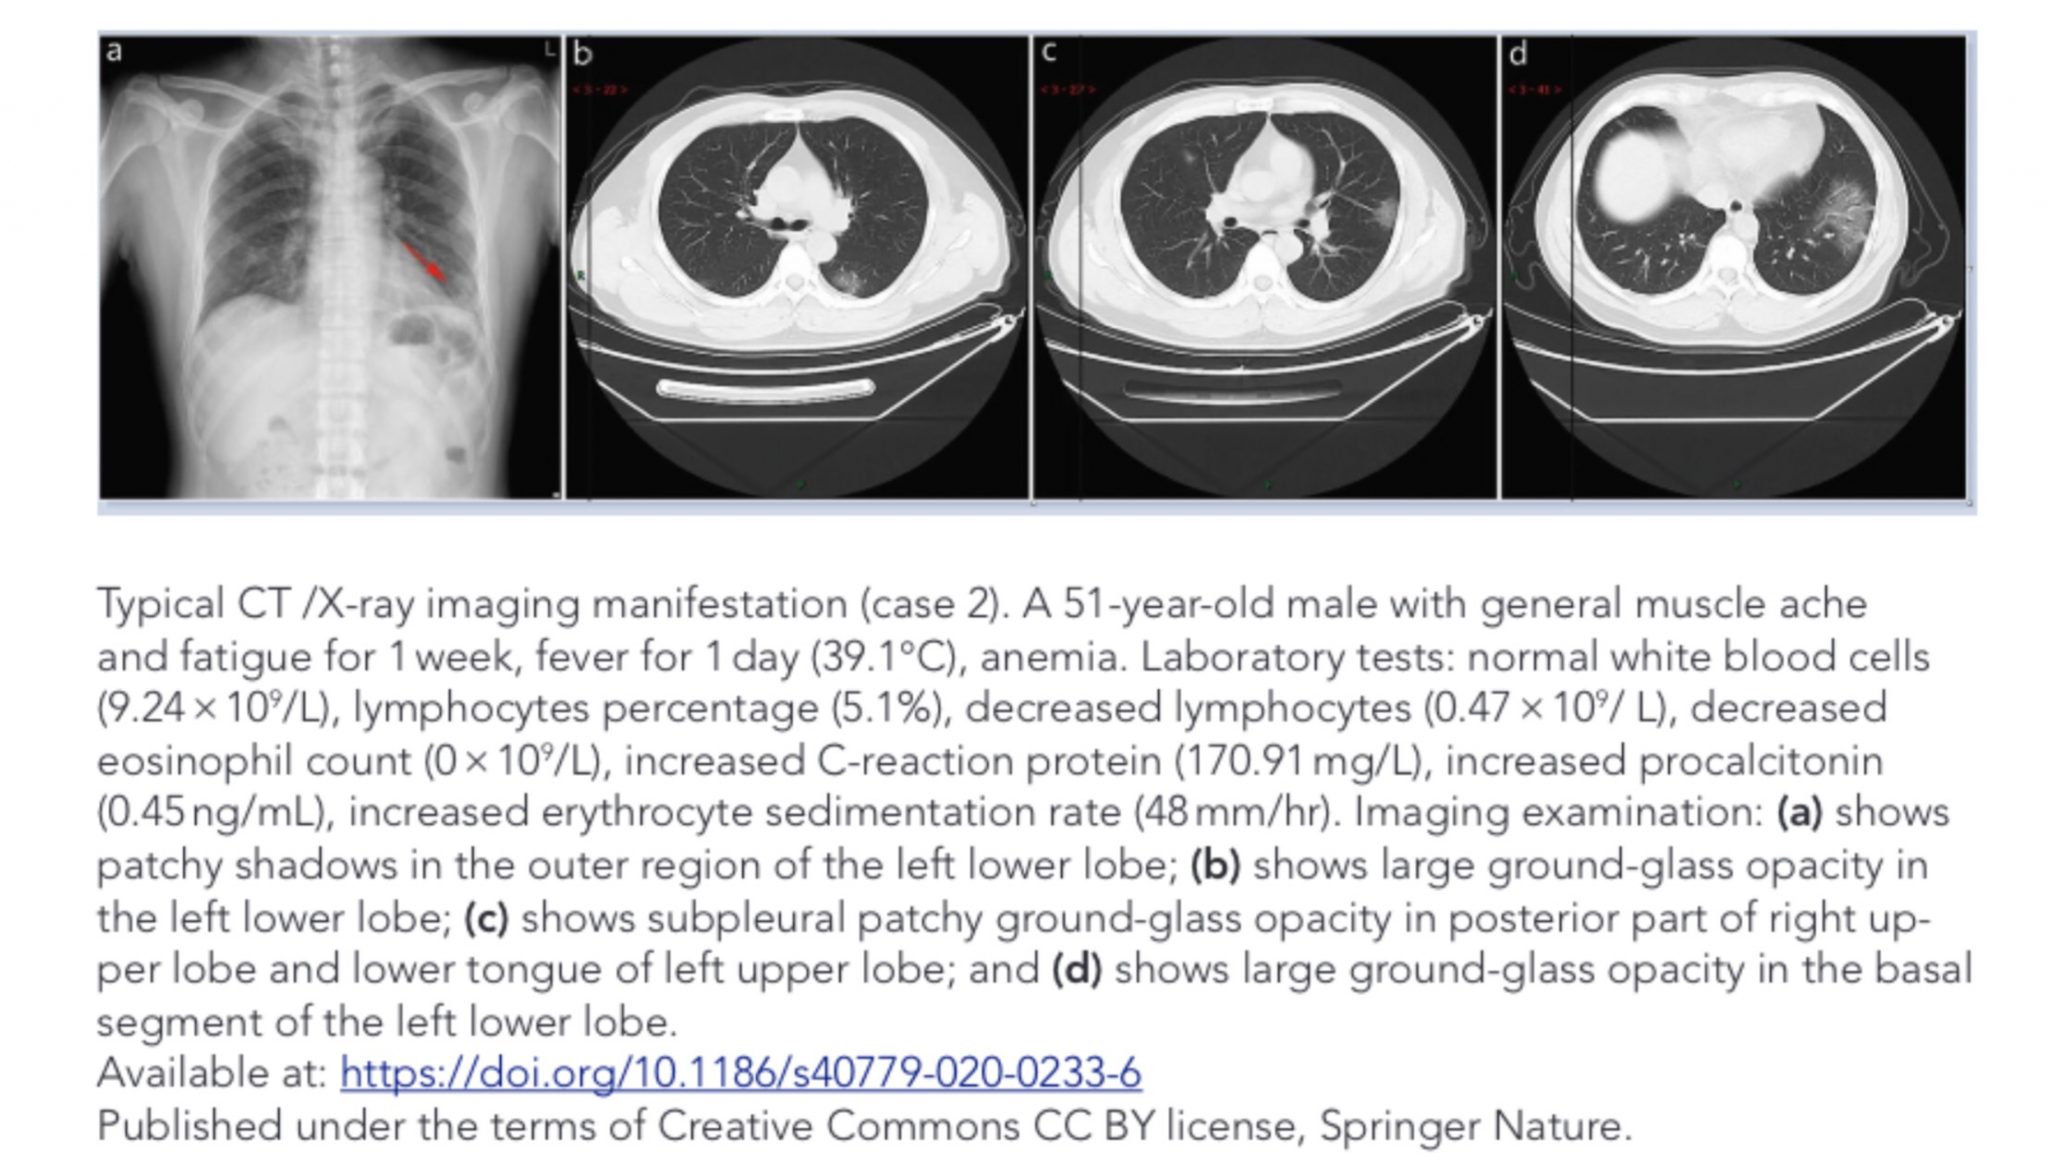 a L b c d
<3-22> <3-27> <3-41>
R
Typical CT /X-ray imaging manifestation (case 2). A 51-year-old male with general muscle ache
and fatigue for 1 week, fever for 1 day (39.1°C), anemia. Laboratory tests: normal white blood cells
(9.24 × 10⁹/L), lymphocytes percentage (5.1%), decreased lymphocytes (0.47 × 10⁹/ L), decreased
eosinophil count (0 × 10⁹/L), increased C-reaction protein (170.91 mg/L), increased procalcitonin
(0.45 ng/mL), increased erythrocyte sedimentation rate (48 mm/hr). Imaging examination: (a) shows
patchy shadows in the outer region of the left lower lobe; (b) shows large ground-glass opacity in
the left lower lobe; (c) shows subpleural patchy ground-glass opacity in posterior part of right up-
per lobe and lower tongue of left upper lobe; and (d) shows large ground-glass opacity in the basal
segment of the left lower lobe.
Available at: https://doi.org/10.1186/s40779-020-0233-6
Published under the terms of Creative Commons CC BY license, Springer Nature.